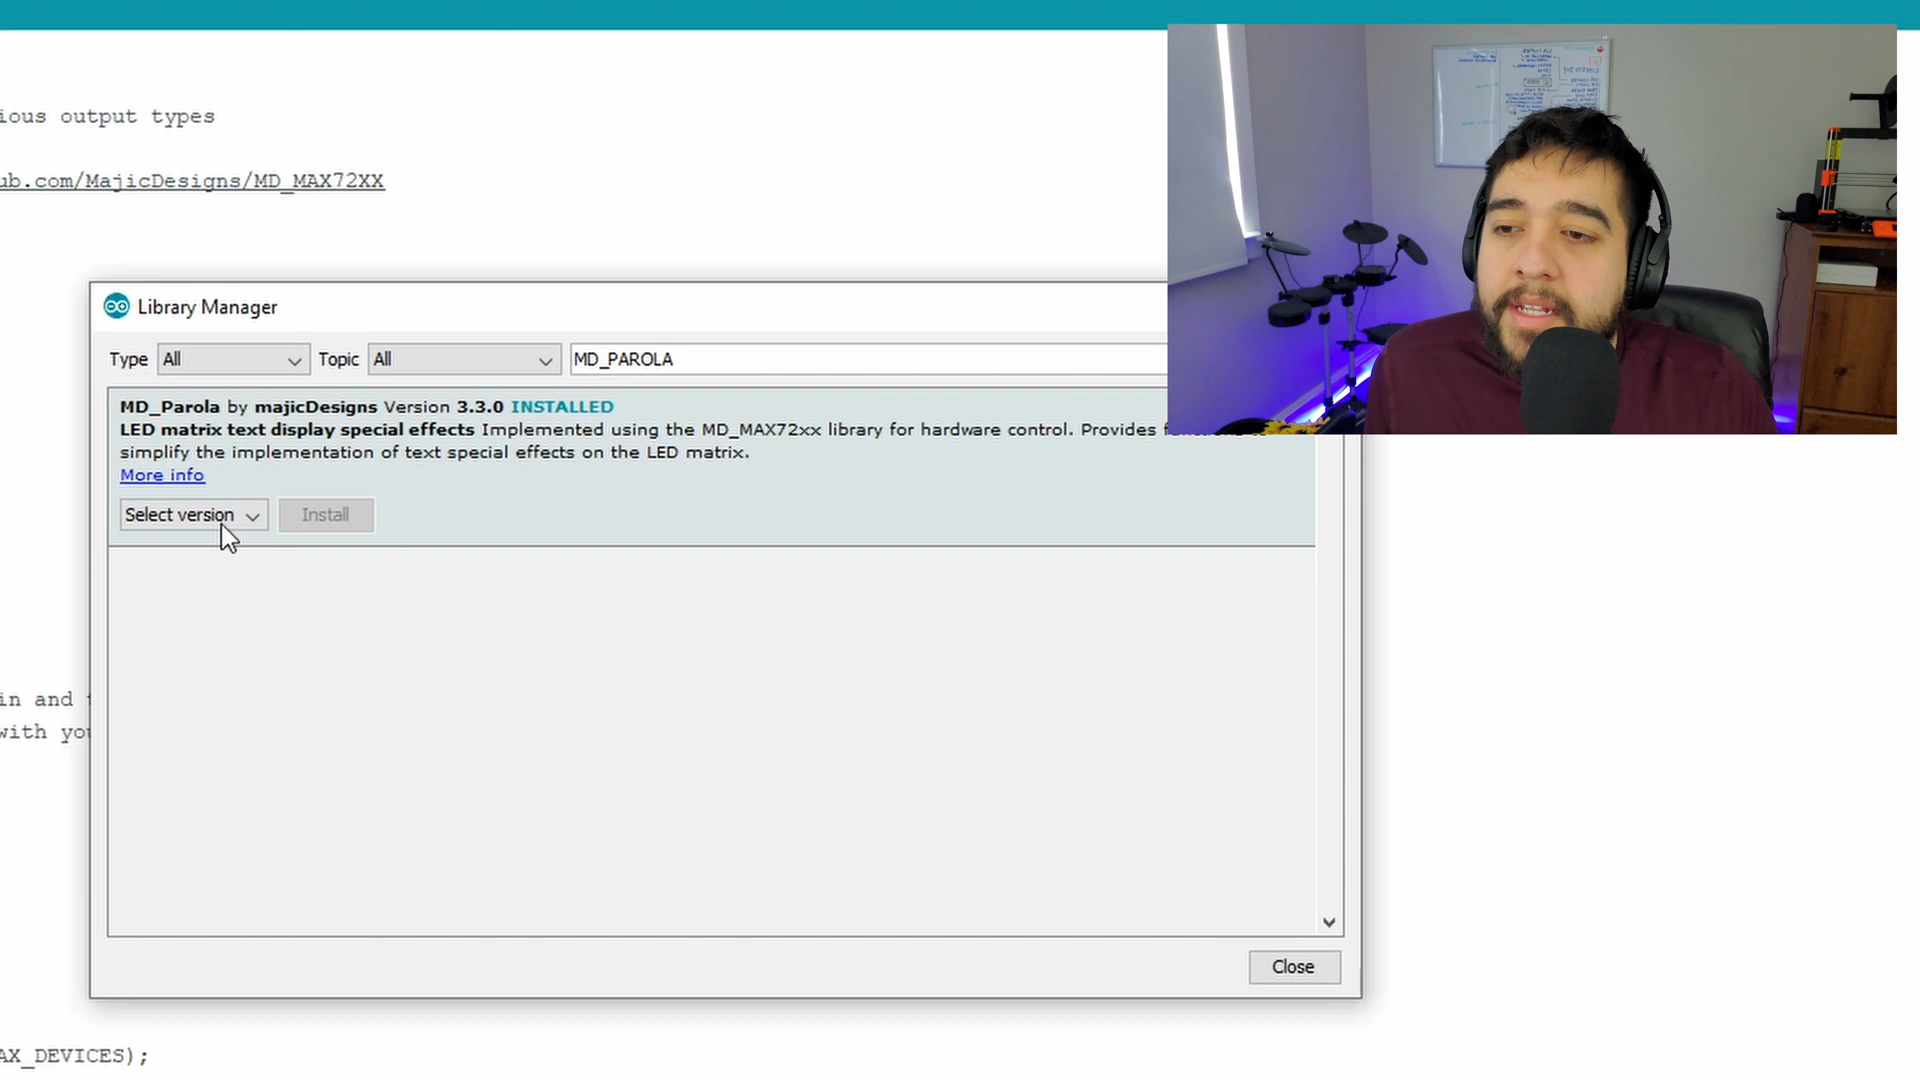 ious output types
ub.com/MajicDesigns/MD_MAX72XX
Library Manager
Type All Topic All MD_PAROLA
MD_Parola by majicDesigns Version 3.3.0 INSTALLED
LED matrix text display special effects Implemented using the MD_MAX72xx library for hardware control. Provides
simplify the implementation of text special effects on the LED matrix.
More info
Select version Install
in and
with you
Close
AX_DEVICES);